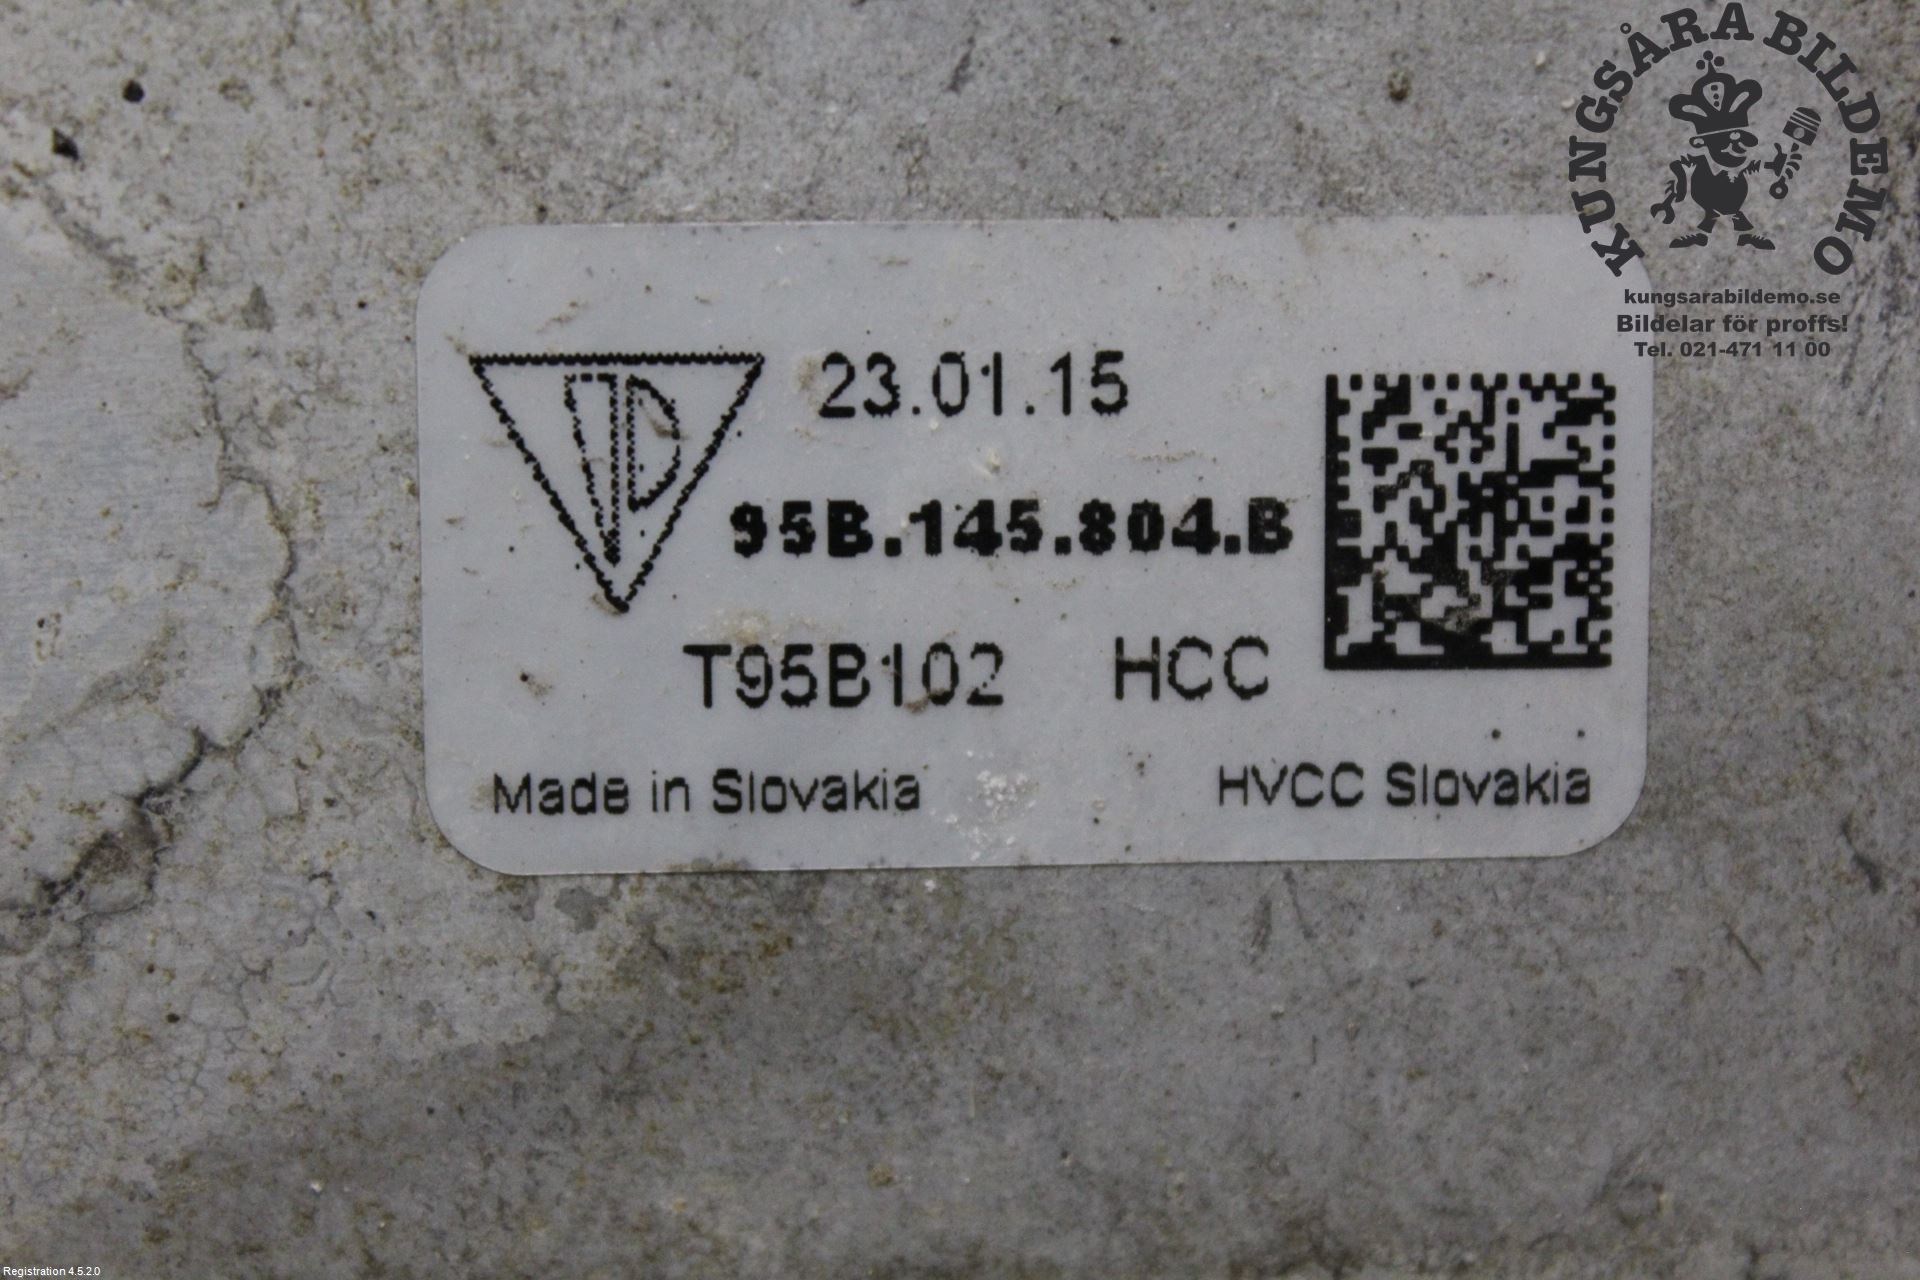 KUNGSÅRA BILDEMO
kungsarabildemo.se
Bildelar för proffs!
Tel. 021-471 11 00
23.01.15
95B.145.804.B
T95B102 HCC
Made in Slovakia HVCC Slovakia
Registration 4.5.2.0